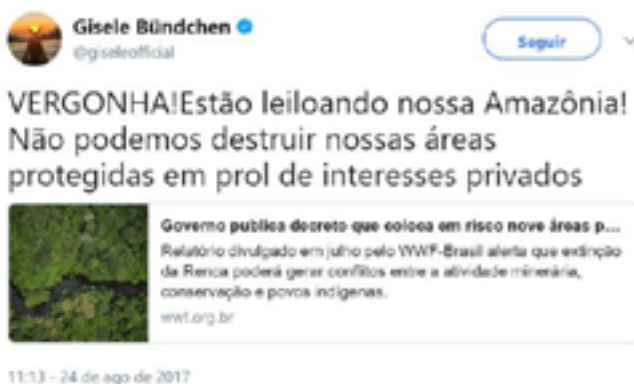 Gisele Bündchen
@giseleofficial
Seguir
VERGONHA!Estão leiloando nossa Amazônia!
Não podemos destruir nossas áreas
protegidas em prol de interesses privados
Governo publica decreto que coloca em risco nove áreas p...
Relatório divulgado em julho pelo WWF-Brasil alerta que extinção
da Renca poderá gerar conflitos entre a atividade minerária,
conservação e povos indígenas.
wwf.org.br
11:13 - 24 de ago de 2017